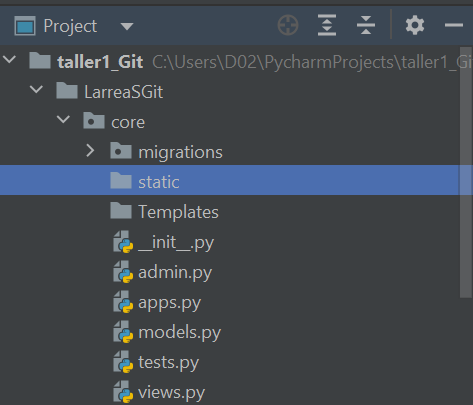 Project
taller1_Git C:\Users\D02\PycharmProjects\taller1_Gi
LarreaSGit
core
migrations
static
Templates
__init__.py
admin.py
apps.py
models.py
tests.py
views.py